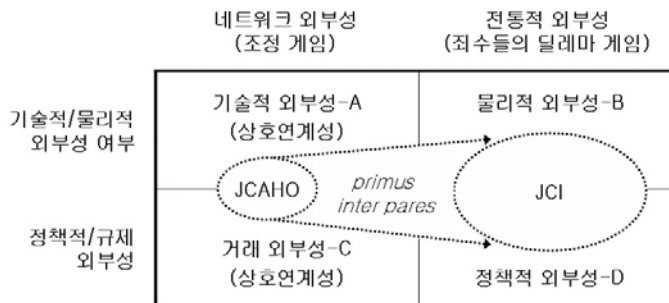 네트워크 외부성
(조정 게임)
전통적 외부성
(죄수들의 딜레마 게임)
기술적/물리적
외부성 여부
기술적 외부성-A
(상호연계성)
물리적 외부성-B
JCAHO
primus
inter pares
JCI
정책적/규제
외부성
거래 외부성-C
(상호연계성)
정책적 외부성-D